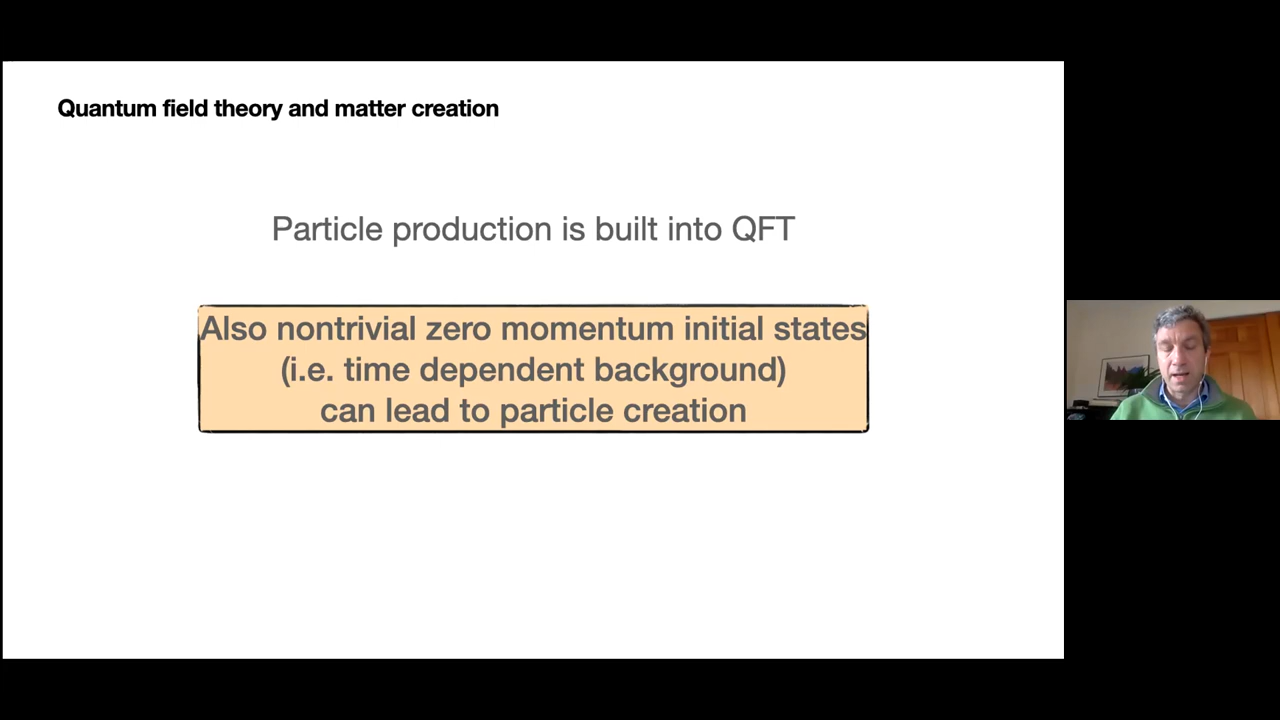 Quantum field theory and matter creation
Particle production is built into QFT
Also nontrivial zero momentum initial states
(i.e. time dependent background)
can lead to particle creation